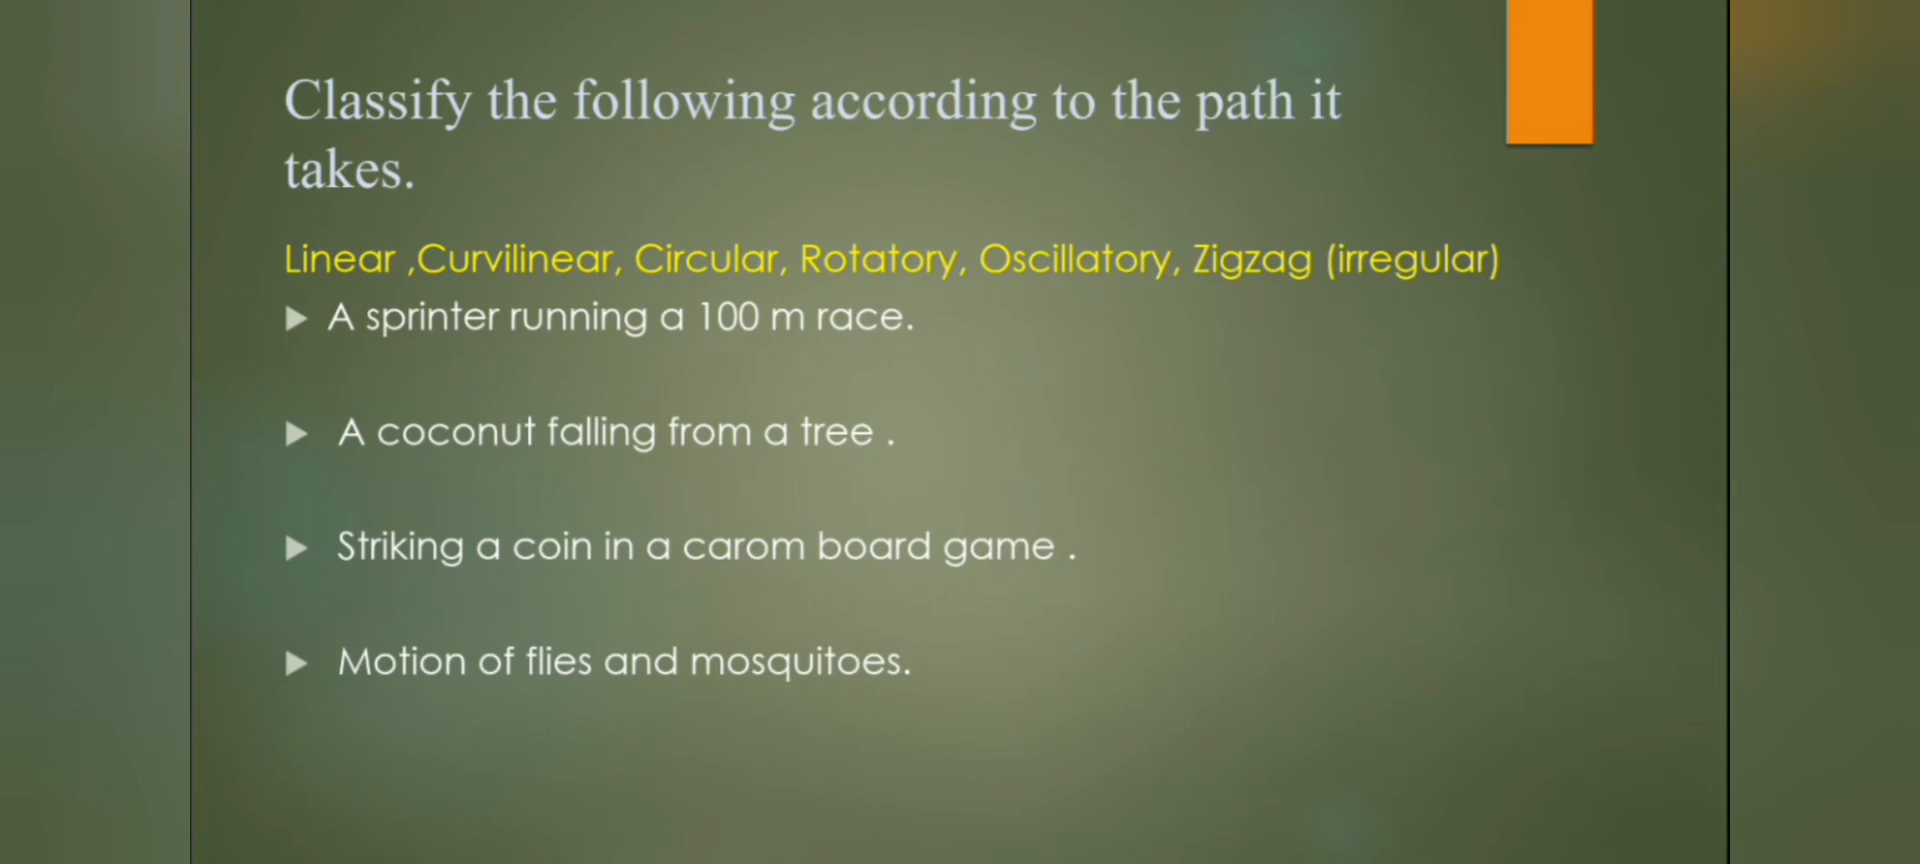 Classify the following according to the path it
takes.
Linear ,Curvilinear, Circular, Rotatory, Oscillatory, Zigzag (irregular)
A sprinter running a 100 m race.
A coconut falling from a tree .
Striking a coin in a carom board game .
Motion of flies and mosquitoes.